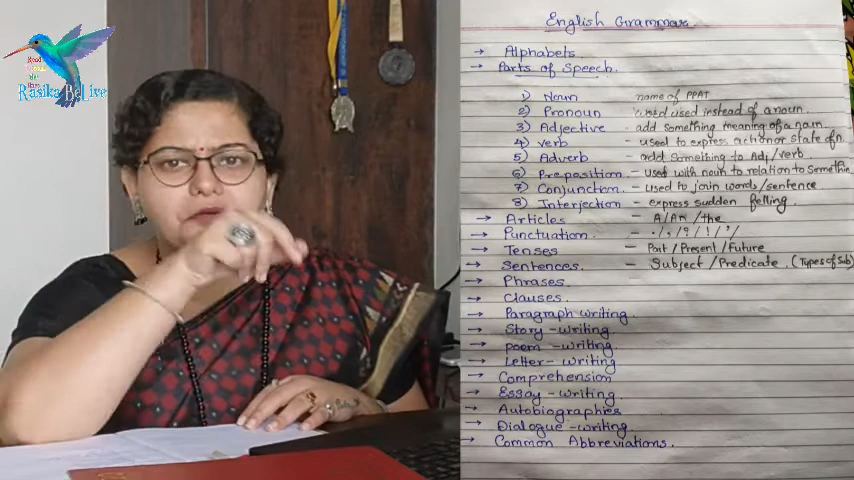 Read
Rasika BeLive
English Grammar
→ Alphabets
→ Parts of Speech.
1) Noun name of PPAT
2) Pronoun word used instead of a noun.
3) Adjective - add something meaning of a noun
4) verb - used to express action or state of n
5) Adverb - add something to Adj/verb
6) Preposition - used with noun to relation to somethin
7) Conjunction - used to join words/sentence
8) Interjection - express sudden felling.
→ Articles - A/An/the
→ Punctuation.
→ Tenses - Past/Present/Future
→ Sentences. - Subject/Predicate. (Types of Sub)
→ Phrases.
→ Clauses.
→ Paragraph writing.
→ Story-writing
→ poem-writing.
→ Letter-writing
→ Comprehension
→ Essay-writing.
→ Autobiographies
→ Dialogue-writing.
→ Common Abbreviations.